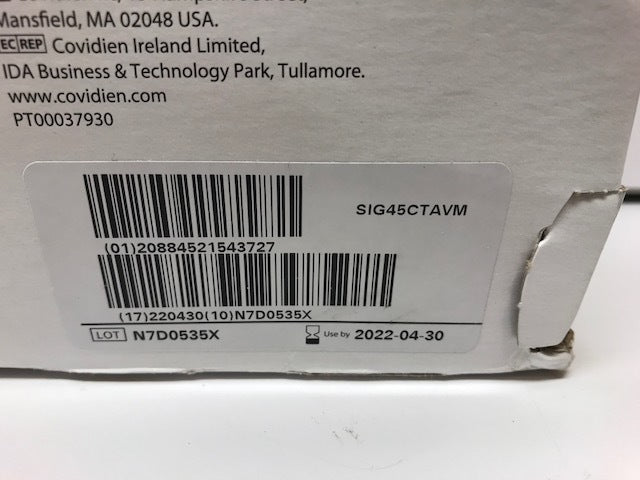 Mansfield, MA 02048 USA.
EC REP Covidien Ireland Limited,
IDA Business & Technology Park, Tullamore.
www.covidien.com
PT00037930
SIG45CTAVM
(01)20884521543727
(17)220430(10)N7D0535X
LOT N7D0535X Use by 2022-04-30